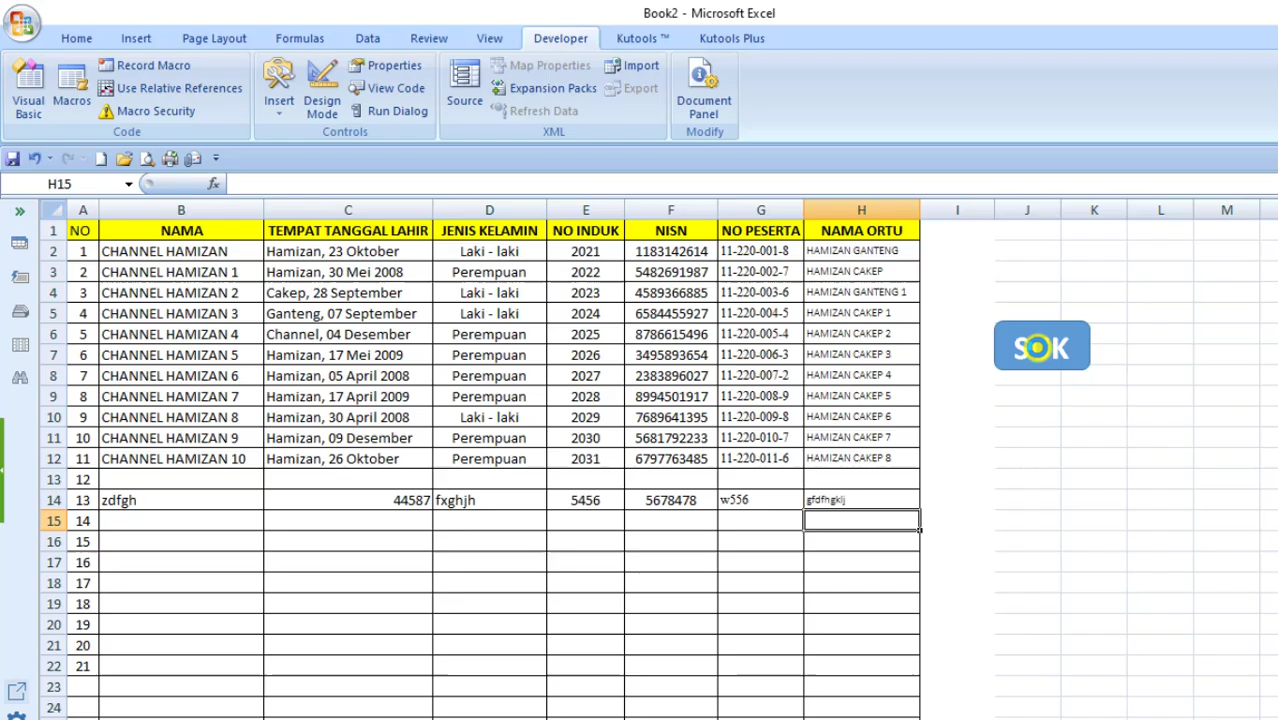 Book2 - Microsoft Excel
Home Insert Page Layout Formulas Data Review View Developer Kutools ™ Kutools Plus
Visual Basic
Macros
Record Macro
Use Relative References
Macro Security
Code
Insert
Design Mode
Properties
View Code
Run Dialog
Controls
Source
Map Properties
Expansion Packs
Refresh Data
Import
Export
XML
Document Panel
Modify
H15 fx
A B C D E F G H I J K L M
1 NO NAMA TEMPAT TANGGAL LAHIR JENIS KELAMIN NO INDUK NISN NO PESERTA NAMA ORTU
2 1 CHANNEL HAMIZAN Hamizan, 23 Oktober Laki - laki 2021 1183142614 11-220-001-8 HAMIZAN GANTENG
3 2 CHANNEL HAMIZAN 1 Hamizan, 30 Mei 2008 Perempuan 2022 5482691987 11-220-002-7 HAMIZAN CAKEP
4 3 CHANNEL HAMIZAN 2 Cakep, 28 September Laki - laki 2023 4589366885 11-220-003-6 HAMIZAN GANTENG 1
5 4 CHANNEL HAMIZAN 3 Ganteng, 07 September Laki - laki 2024 6584455927 11-220-004-5 HAMIZAN CAKEP 1
6 5 CHANNEL HAMIZAN 4 Channel, 04 Desember Perempuan 2025 8786615496 11-220-005-4 HAMIZAN CAKEP 2
7 6 CHANNEL HAMIZAN 5 Hamizan, 17 Mei 2009 Perempuan 2026 3495893654 11-220-006-3 HAMIZAN CAKEP 3
8 7 CHANNEL HAMIZAN 6 Hamizan, 05 April 2008 Perempuan 2027 2383896027 11-220-007-2 HAMIZAN CAKEP 4
9 8 CHANNEL HAMIZAN 7 Hamizan, 17 April 2009 Perempuan 2028 8994501917 11-220-008-9 HAMIZAN CAKEP 5
10 9 CHANNEL HAMIZAN 8 Hamizan, 30 April 2008 Laki - laki 2029 7689641395 11-220-009-8 HAMIZAN CAKEP 6
11 10 CHANNEL HAMIZAN 9 Hamizan, 09 Desember Perempuan 2030 5681792233 11-220-010-7 HAMIZAN CAKEP 7
12 11 CHANNEL HAMIZAN 10 Hamizan, 26 Oktober Perempuan 2031 6797763485 11-220-011-6 HAMIZAN CAKEP 8
13 12
14 13 zdfgh 44587 fxghjh 5456 5678478 w556 gfdfhgklj
15 14
16 15
17 16
18 17
19 18
20 19
21 20
22 21
23
24